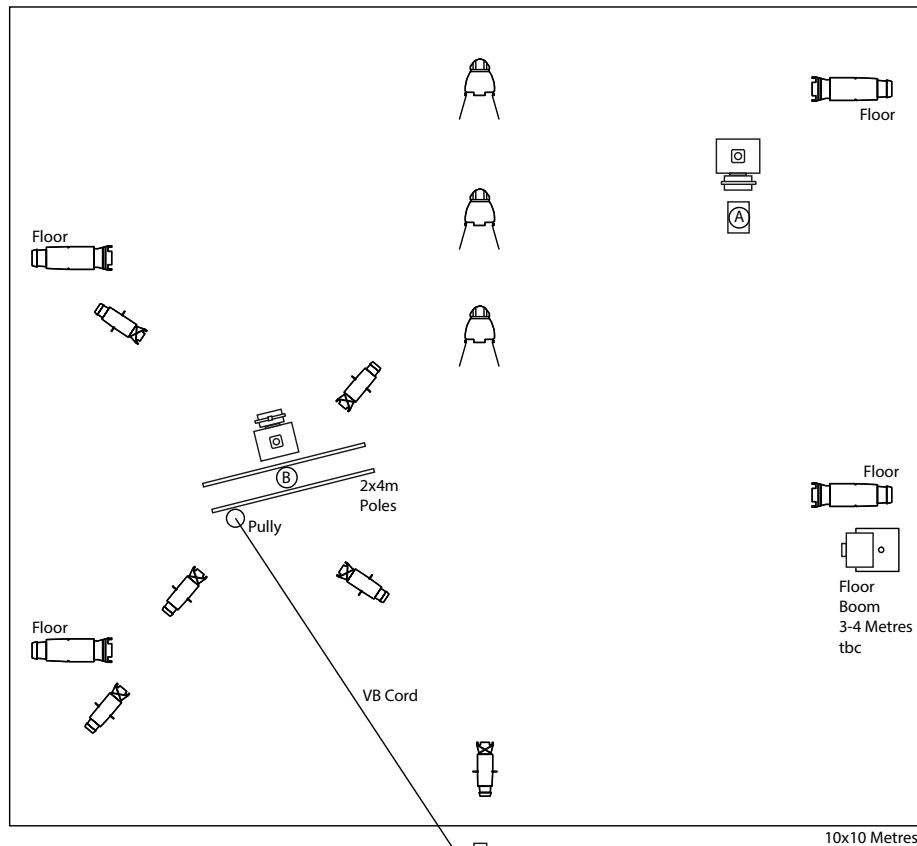 Floor
A
Floor
B
2x4m
Poles
Pully
Floor
Floor
Boom
3-4 Metres
tbc
Floor
VB Cord
10x10 Metres